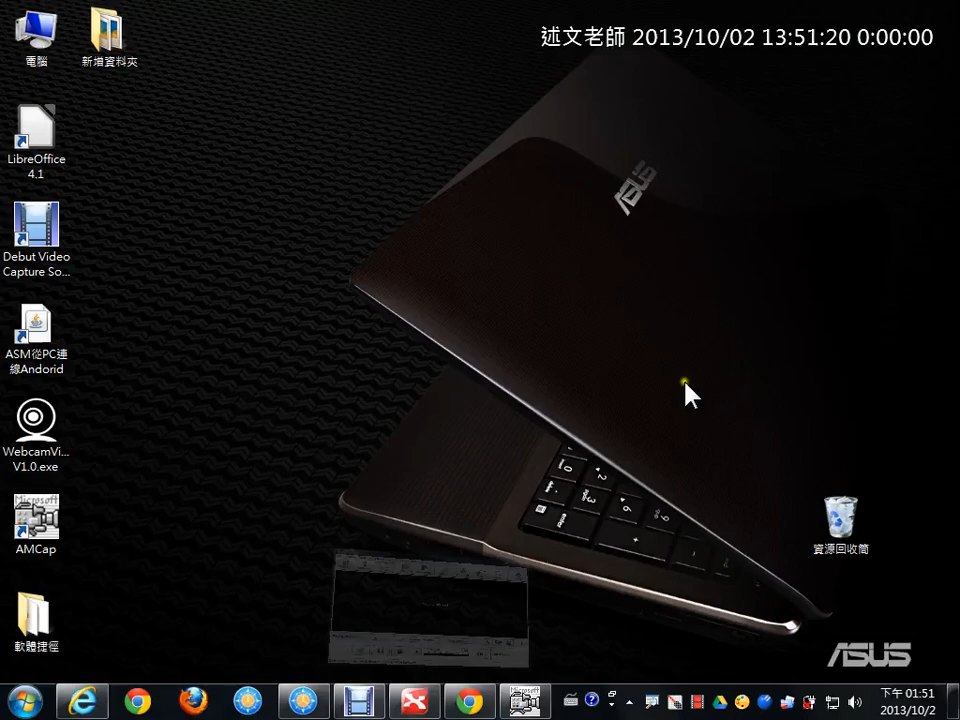 述文老師 2013/10/02 13:51:20 0:00:00
電腦
新增資料夾
LibreOffice
4.1
Debut Video
Capture So...
ASM從PC連
線Andorid
WebcamVi...
V1.0.exe
Microsoft
AMCap
軟體捷徑
資源回收筒
ASUS
ASUS
下午 01:51
2013/10/2